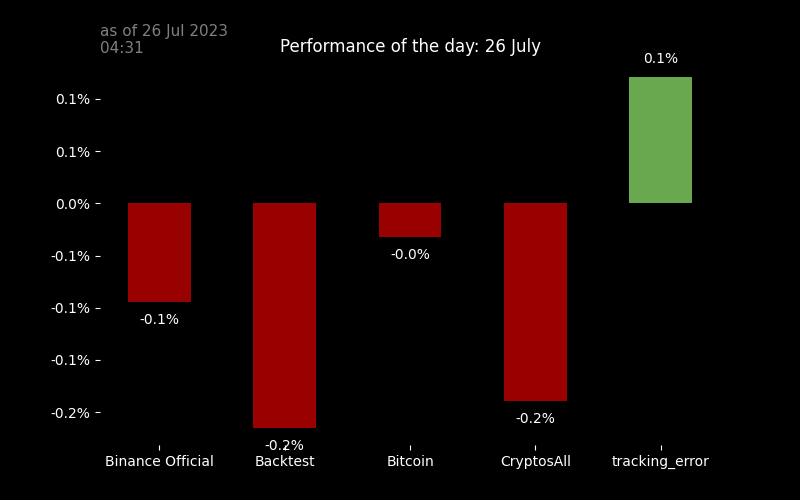 as of 26 Jul 2023
04:31
Performance of the day: 26 July
0.1%
0.1%
0.1%
0.0%
-0.1%
-0.1%
-0.1%
-0.2%
-0.1%
-0.2%
-0.0%
-0.2%
Binance Official
Backtest
Bitcoin
CryptosAll
tracking_error